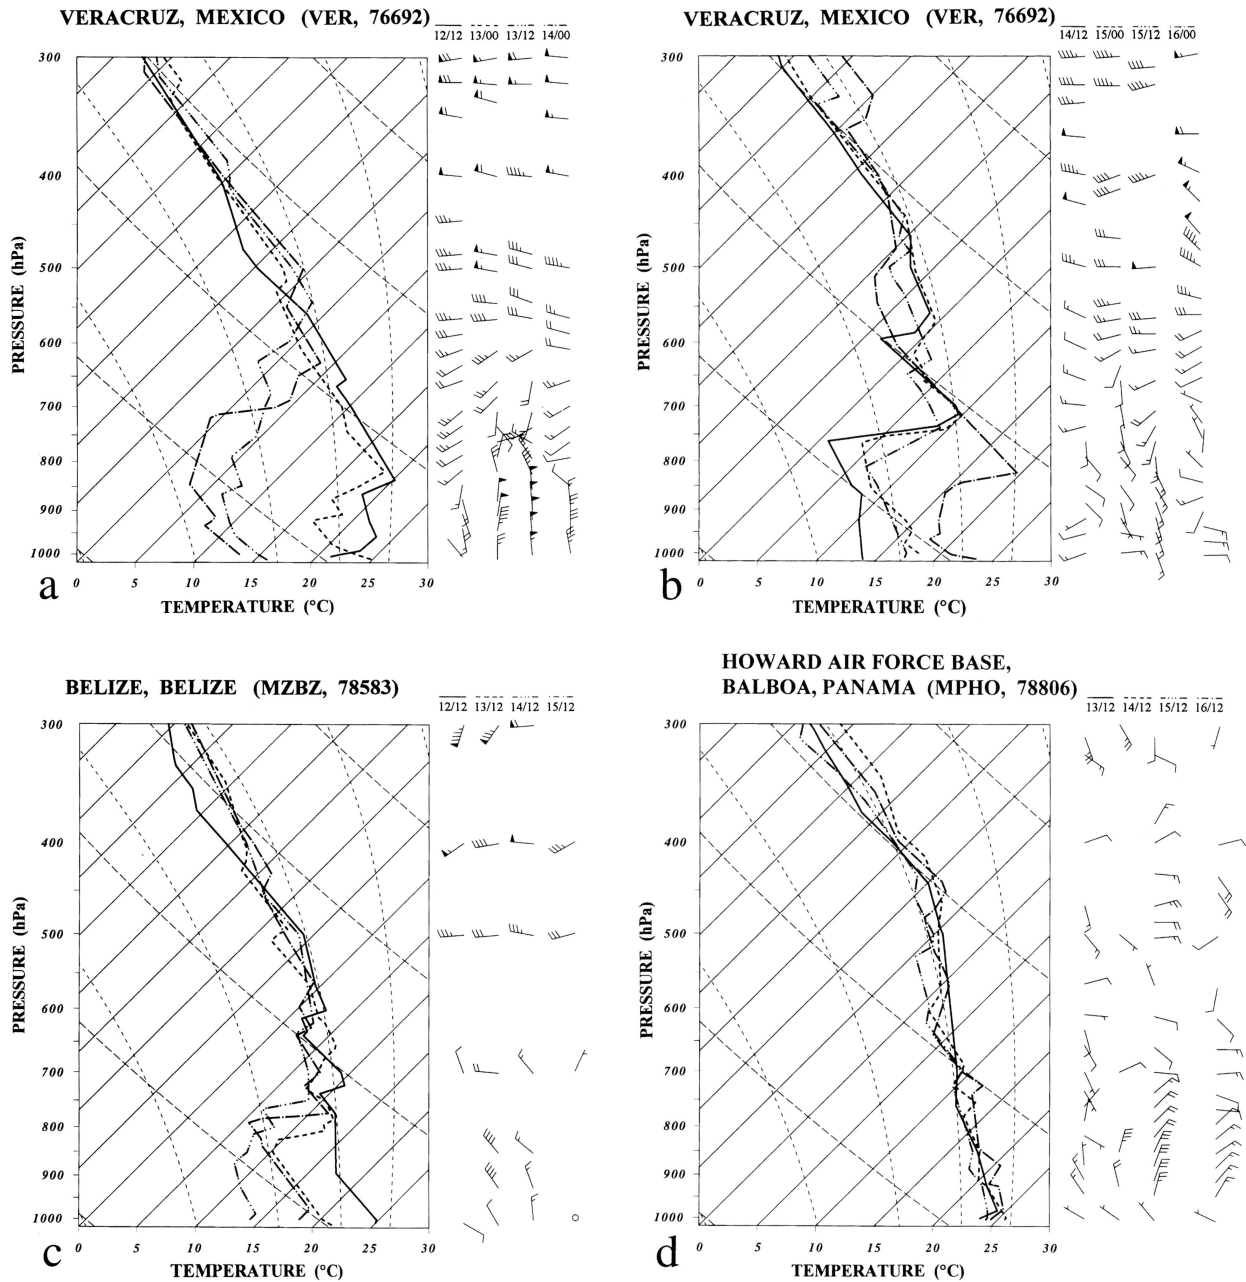 VERACRUZ, MEXICO (VER, 76692)
12/12 13/00 13/12 14/00
300
400
500
600
700
800
900
1000
PRESSURE (hPa)
0 5 10 15 20 25 30
TEMPERATURE (°C)
a
VERACRUZ, MEXICO (VER, 76692)
14/12 15/00 15/12 16/00
300
400
500
600
700
800
900
1000
PRESSURE (hPa)
0 10 15 20 25 30
TEMPERATURE (°C)
b
BELIZE, BELIZE (MZBZ, 78583)
12/12 13/12 14/12 15/12
300
400
500
600
700
800
900
1000
PRESSURE (hPa)
0 5 10 15 20 25 30
TEMPERATURE (°C)
c
HOWARD AIR FORCE BASE,
BALBOA, PANAMA (MPHO, 78806)
13/12 14/12 15/12 16/12
300
400
500
600
700
800
900
1000
PRESSURE (hPa)
0 10 15 20 25 30
TEMPERATURE (°C)
d